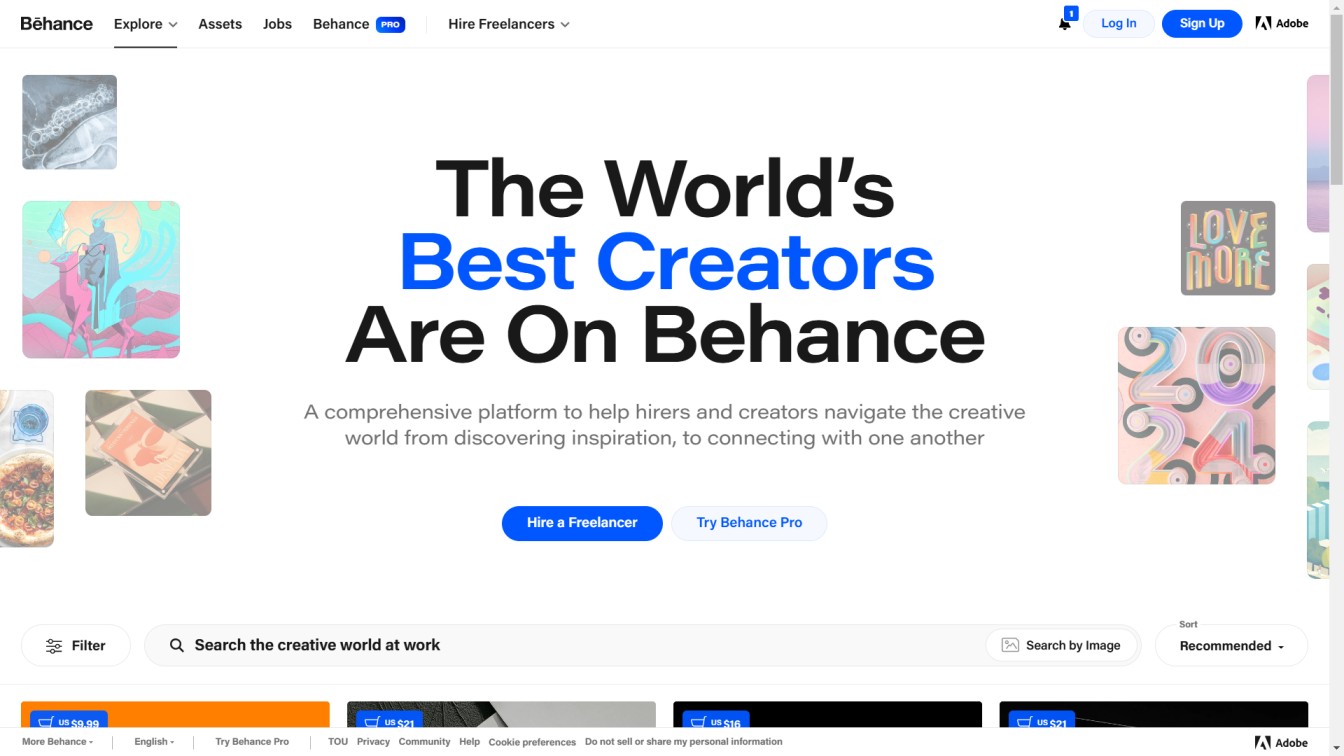 Bēhance
Explore
Assets
Jobs
Behance PRO
Hire Freelancers
1
Log In
Sign Up
Adobe
The World's
Best Creators
Are On Behance
A comprehensive platform to help hirers and creators navigate the creative
world from discovering inspiration, to connecting with one another
LOVE
MORE
20
24
Hire a Freelancer
Try Behance Pro
Filter
Search the creative world at work
Search by Image
Sort
Recommended
US $9.99
US $21
US $16
US $21
More Behance
English
Try Behance Pro
TOU
Privacy
Community
Help
Cookie preferences
Do not sell or share my personal information
Adobe